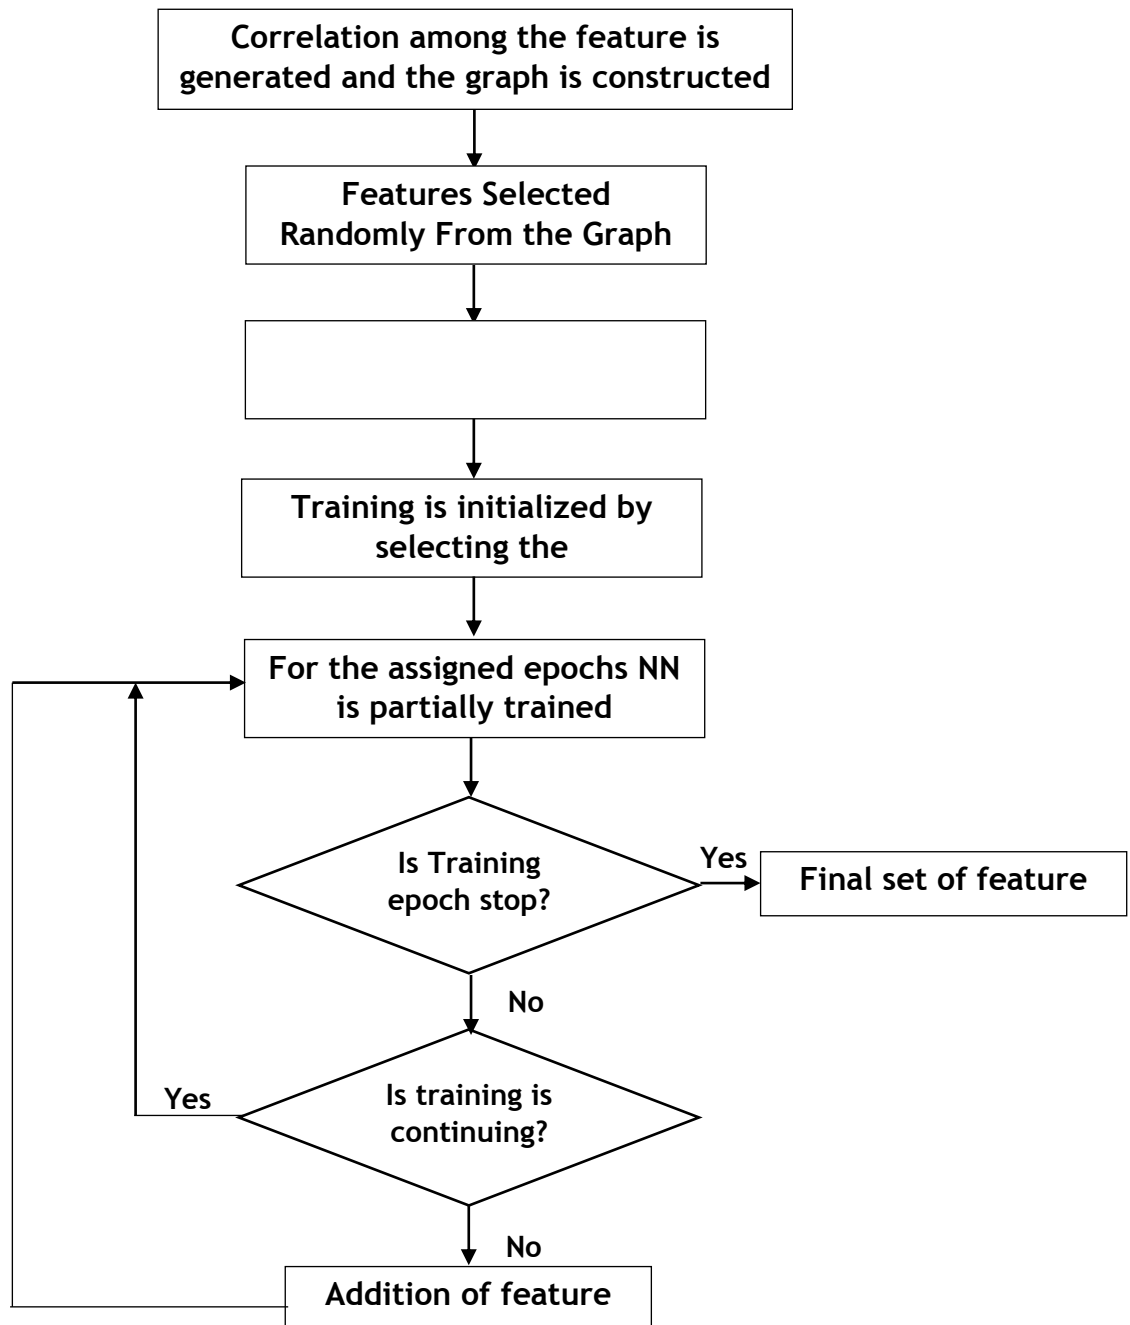 Correlation among the feature is
generated and the graph is constructed
Features Selected
Randomly From the Graph
Training is initialized by
selecting the
For the assigned epochs NN
is partially trained
Is Training
epoch stop?
Yes
Final set of feature
No
Is training is
continuing?
Yes
No
Addition of feature